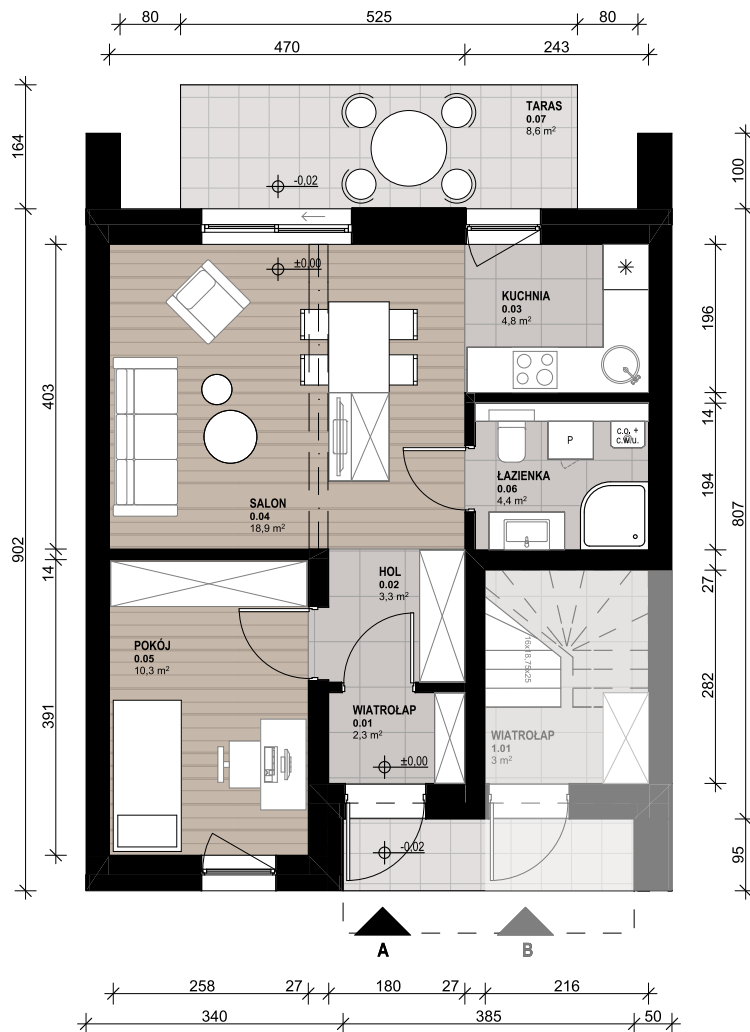 80
525
80
470
243
164
100
TARAS
0.07
8,6 m²
-0,02
±0,00
KUCHNIA
0.03
4,8 m²
196
403
14
P
c.o. +
c.w.u.
ŁAZIENKA
0.06
4,4 m²
194
807
SALON
0.04
18,9 m²
902
14
HOL
0.02
3,3 m²
27
POKÓJ
0.05
10,3 m²
16x18,75x25
282
391
WIATROŁAP
0.01
2,3 m²
WIATROŁAP
1.01
3 m²
±0,00
-0,02
95
A
B
258
27
180
27
216
340
385
50